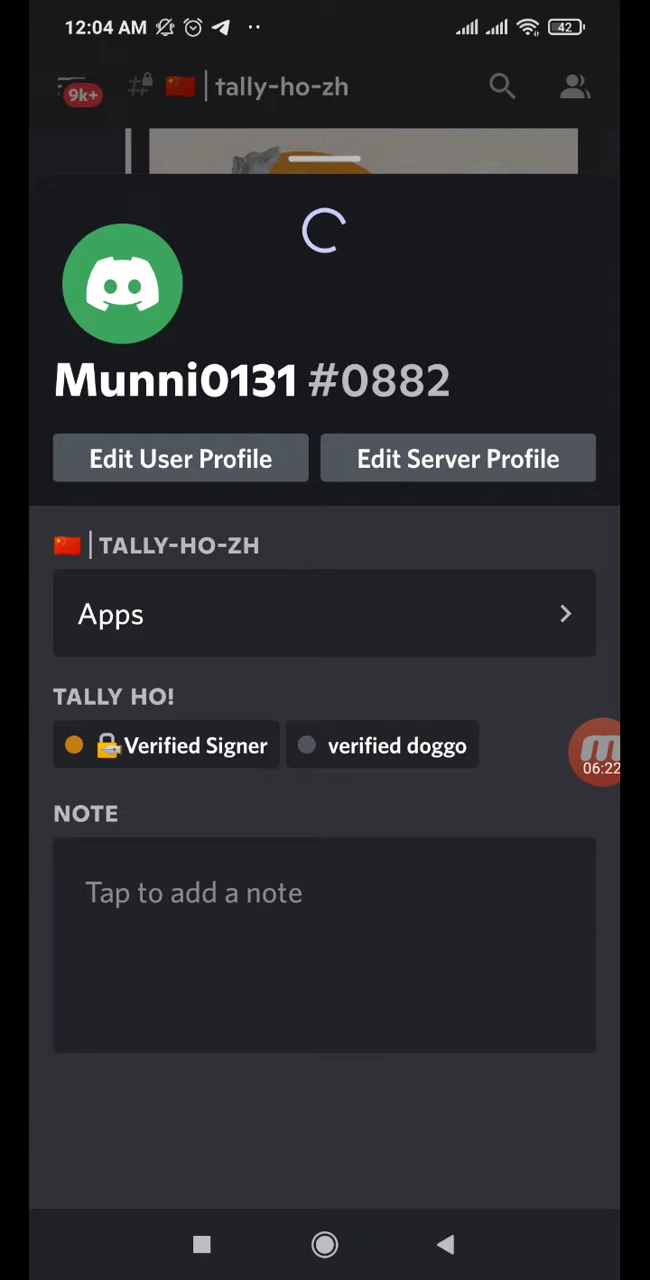 12:04 AM 42
9k+ 🇨🇳 | tally-ho-zh
Munni0131 #0882
Edit User Profile Edit Server Profile
🇨🇳 | TALLY-HO-ZH
Apps
TALLY HO!
🔏Verified Signer verified doggo
06:22
NOTE
Tap to add a note